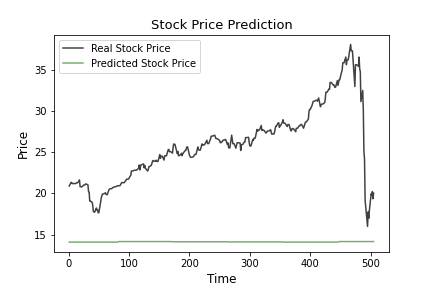 Stock Price Prediction
Real Stock Price
Predicted Stock Price
Price
35
30
25
20
15
0 100 200 300 400 500
Time